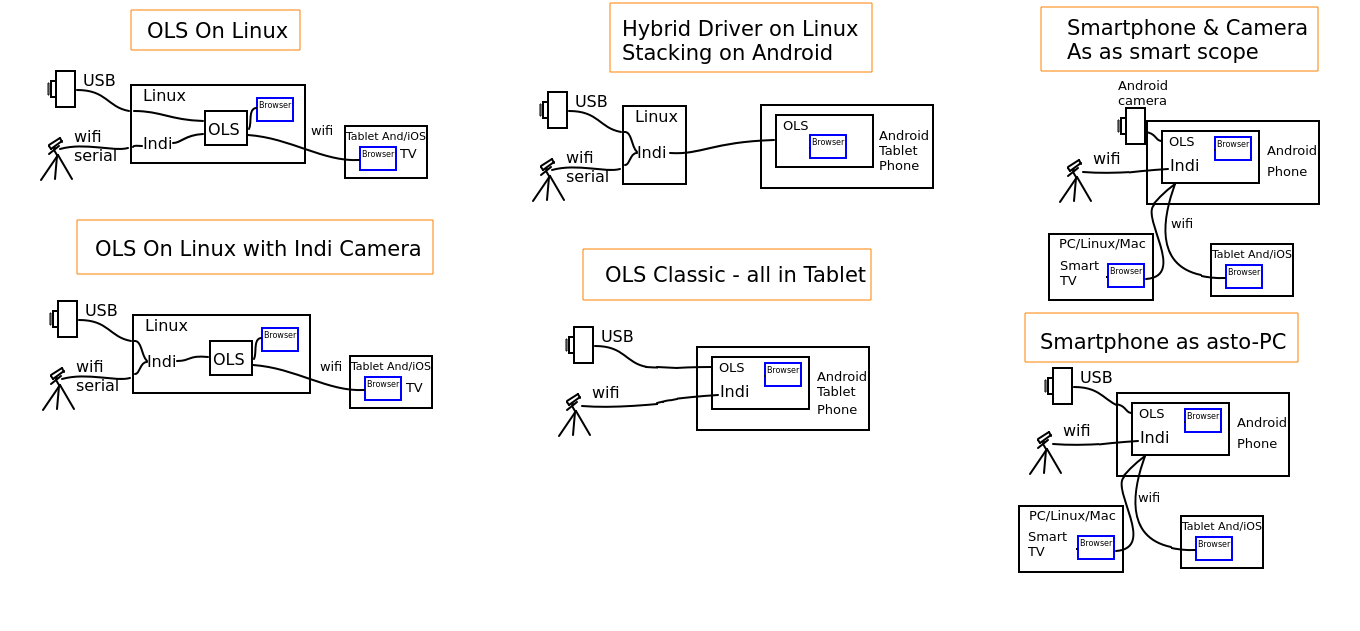 OLS On Linux
USB
Linux
Browser
OLS
wifi
serial
Indi
wifi
Tablet And/iOS
Browser
TV
OLS On Linux with Indi Camera
USB
Linux
Browser
Indi
OLS
wifi
serial
wifi
Tablet And/iOS
Browser
TV
Hybrid Driver on Linux
Stacking on Android
USB
Linux
Indi
wifi
serial
OLS
Browser
Android
Tablet
Phone
OLS Classic - all in Tablet
USB
OLS
Browser
Indi
wifi
Android
Tablet
Phone
Smartphone & Camera
As as smart scope
Android
camera
OLS
Browser
Indi
wifi
Android
Phone
wifi
PC/Linux/Mac
Smart
TV
Browser
Tablet And/iOS
Browser
Smartphone as asto-PC
USB
OLS
Browser
Indi
wifi
Android
Phone
wifi
PC/Linux/Mac
Smart
TV
Browser
Tablet And/iOS
Browser